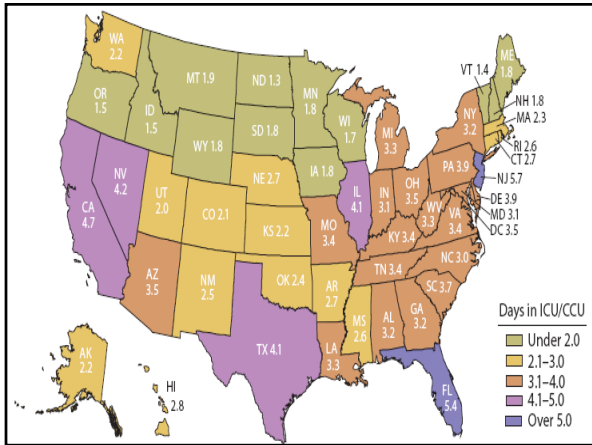 WA
2.2
OR
1.5
ID
1.5
MT 1.9
ND 1.3
MN
1.8
WI
1.7
SD 1.8
WY 1.8
IA 1.8
NE 2.7
NV
4.2
CA
4.7
UT
2.0
CO 2.1
KS 2.2
MO
3.4
IL
4.1
IN
3.1
MI
3.3
OH
3.5
WV
3.3
PA 3.9
NY
3.2
VT 1.4
ME
1.8
NH 1.8
MA 2.3
RI 2.6
CT 2.7
NJ 5.7
DE 3.9
MD 3.1
DC 3.5
VA
3.4
KY 3.4
NC 3.0
TN 3.4
SC 3.7
AZ
3.5
NM
2.5
OK 2.4
AR
2.7
MS
2.6
AL
3.2
GA
3.2
LA
3.3
TX 4.1
FL
5.4
AK
2.2
HI
2.8
Days in ICU/CCU
Under 2.0
2.1–3.0
3.1–4.0
4.1–5.0
Over 5.0